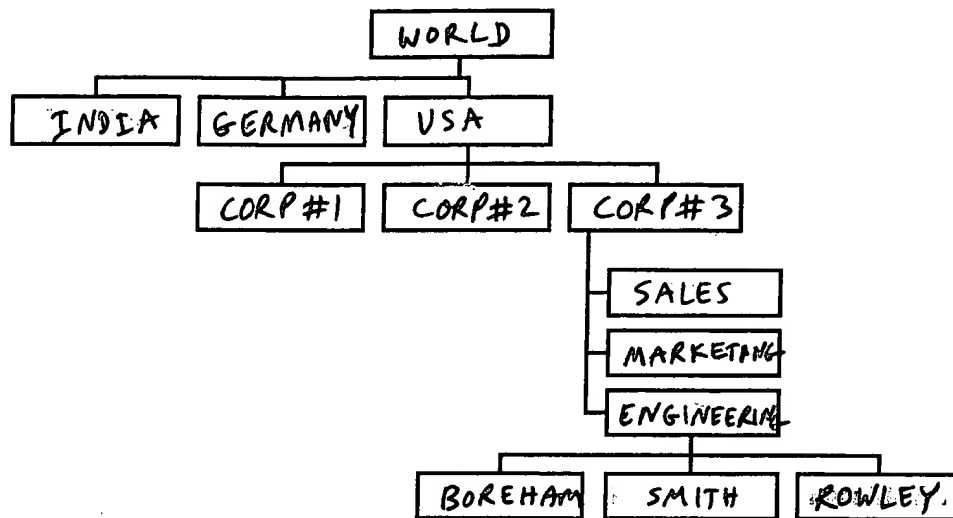 WORLD
INDIA GERMANY USA
CORP#1 CORP#2 CORP#3
SALES
MARKETING
ENGINEERING
BOREHAM SMITH ROWLEY